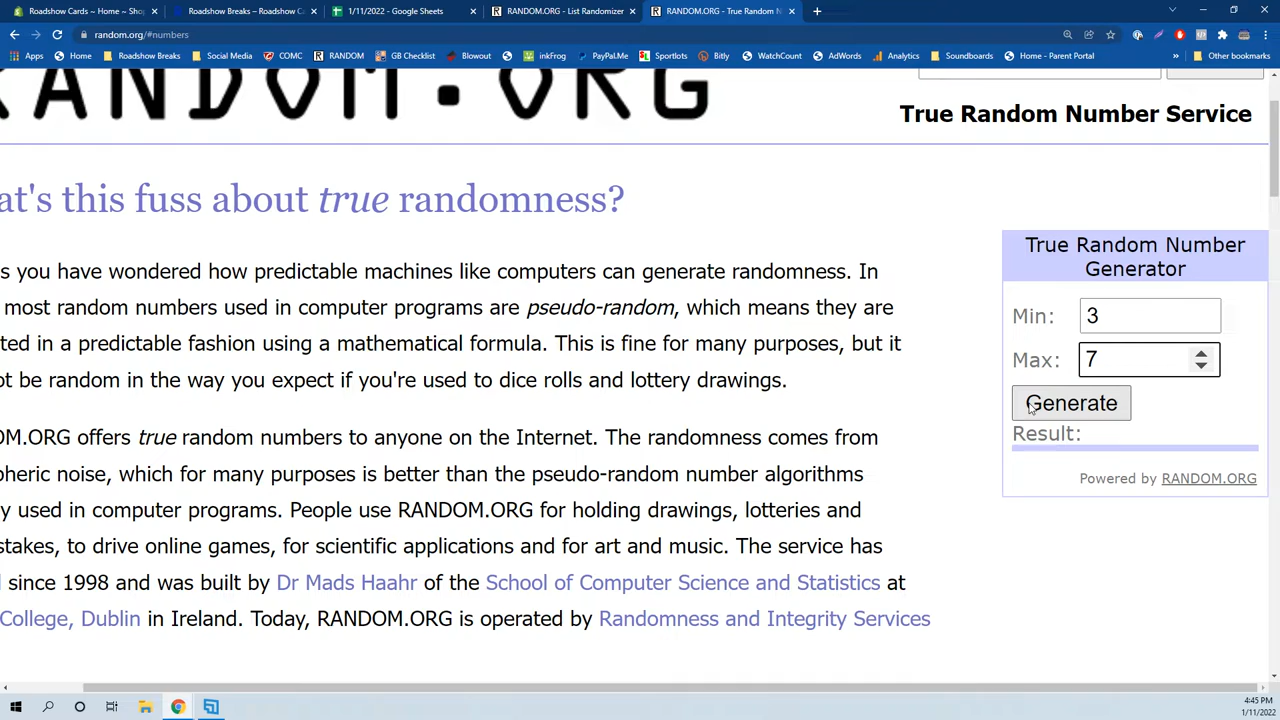 Roadshow Cards ~ Home ~ Shop
Roadshow Breaks ~ Roadshow Ca
1/11/2022 - Google Sheets
RANDOM.ORG - List Randomizer
RANDOM.ORG - True Random N
random.org/#numbers
Apps
Home
Roadshow Breaks
Social Media
COMC
RANDOM
GB Checklist
Blowout
inkFrog
PayPal.Me
Sportlots
Bitly
WatchCount
AdWords
Analytics
Soundboards
Home - Parent Portal
»
Other bookmarks
RANDOM.ORG
True Random Number Service
at's this fuss about true randomness?
s you have wondered how predictable machines like computers can generate randomness. In
most random numbers used in computer programs are pseudo-random, which means they are
ted in a predictable fashion using a mathematical formula. This is fine for many purposes, but it
ot be random in the way you expect if you're used to dice rolls and lottery drawings.
OM.ORG offers true random numbers to anyone on the Internet. The randomness comes from
pheric noise, which for many purposes is better than the pseudo-random number algorithms
y used in computer programs. People use RANDOM.ORG for holding drawings, lotteries and
stakes, to drive online games, for scientific applications and for art and music. The service has
since 1998 and was built by Dr Mads Haahr of the School of Computer Science and Statistics at
College, Dublin in Ireland. Today, RANDOM.ORG is operated by Randomness and Integrity Services
True Random Number
Generator
Min: 3
Max: 7
Generate
Result:
Powered by RANDOM.ORG
4:45 PM
1/11/2022